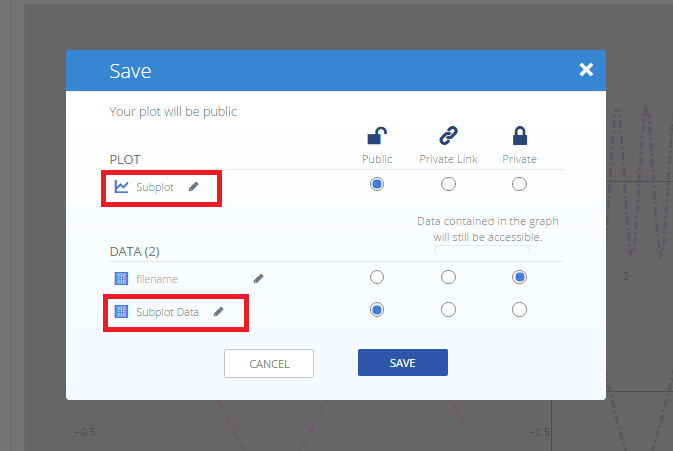 Save
Your plot will be public
Public Private Link Private
PLOT
Subplot
Data contained in the graph
will still be accessible.
DATA (2)
filename
Subplot Data
CANCEL SAVE
2
−0.5 −0.5